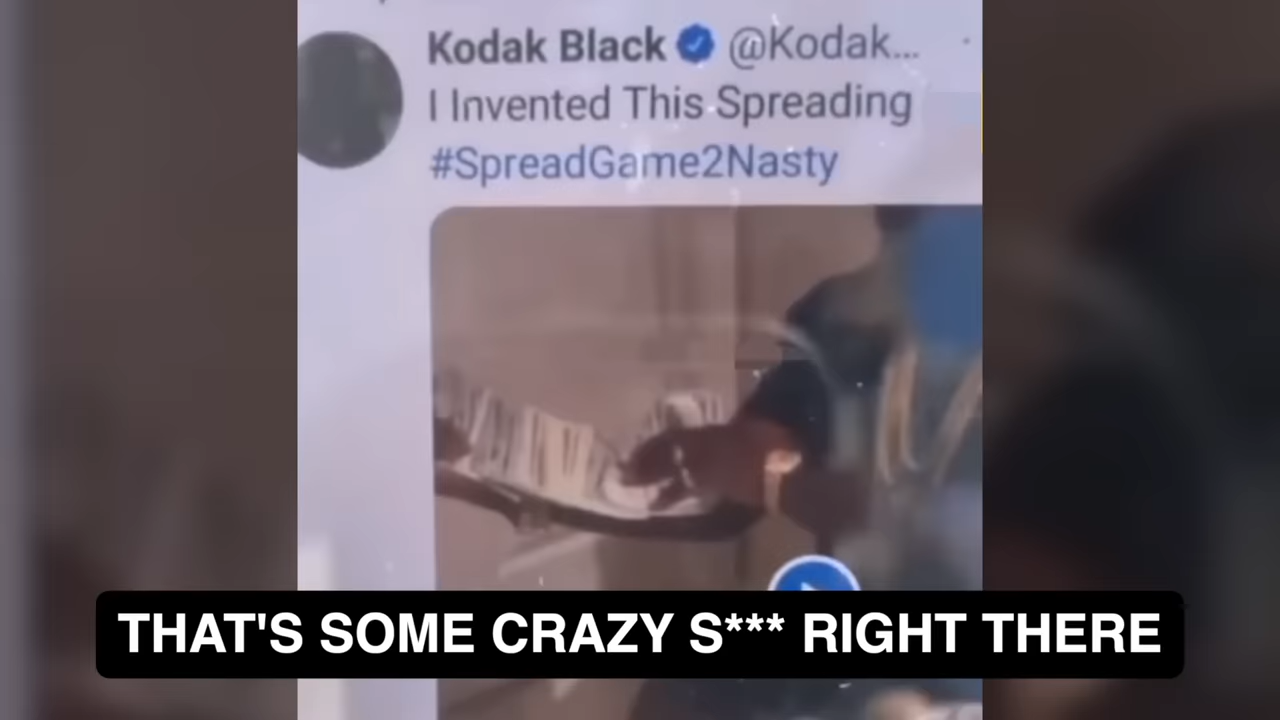 Kodak Black @Kodak...
I Invented This Spreading
#SpreadGame2Nasty
THAT'S SOME CRAZY S*** RIGHT THERE